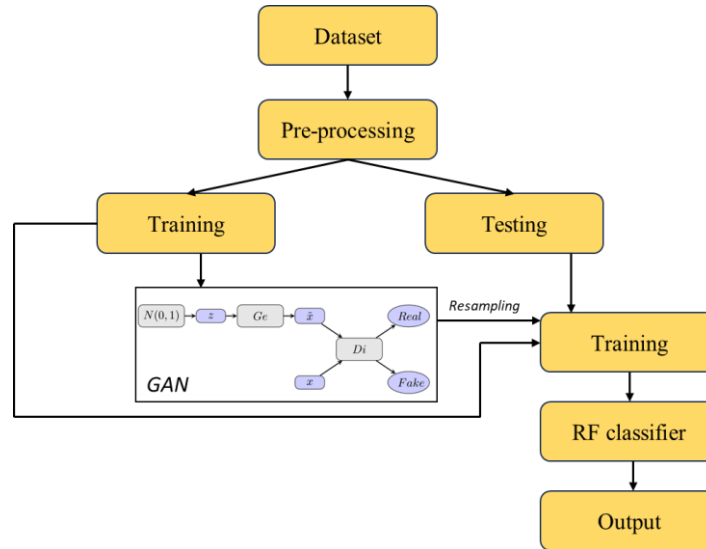 Dataset
Pre-processing
Training
Testing
N(0,1)
z
Ge
x̃
Real
Resampling
Di
Training
GAN
x
Fake
RF classifier
Output